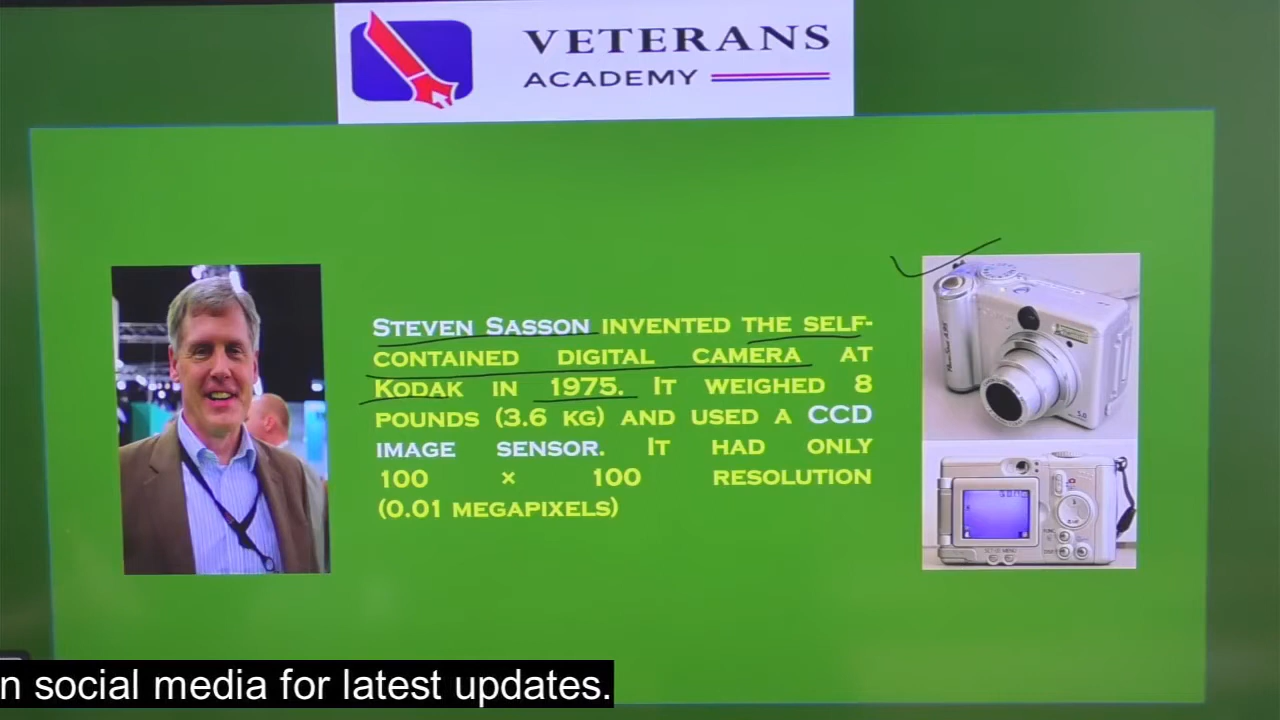 VETERANS
ACADEMY
STEVEN SASSON INVENTED THE SELF-
CONTAINED DIGITAL CAMERA AT
KODAK IN 1975. IT WEIGHED 8
POUNDS (3.6 KG) AND USED A CCD
IMAGE SENSOR. IT HAD ONLY
100 × 100 RESOLUTION
(0.01 MEGAPIXELS)
n social media for latest updates.